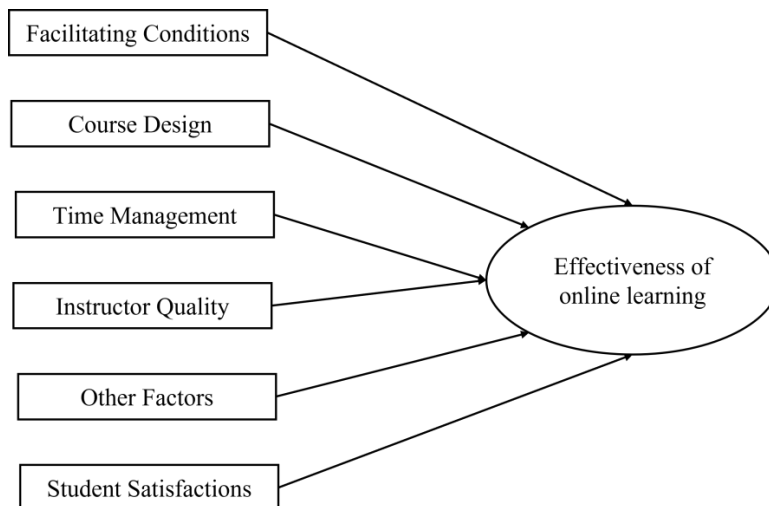 Facilitating Conditions
Course Design
Time Management
Instructor Quality
Other Factors
Student Satisfactions
Effectiveness of
online learning